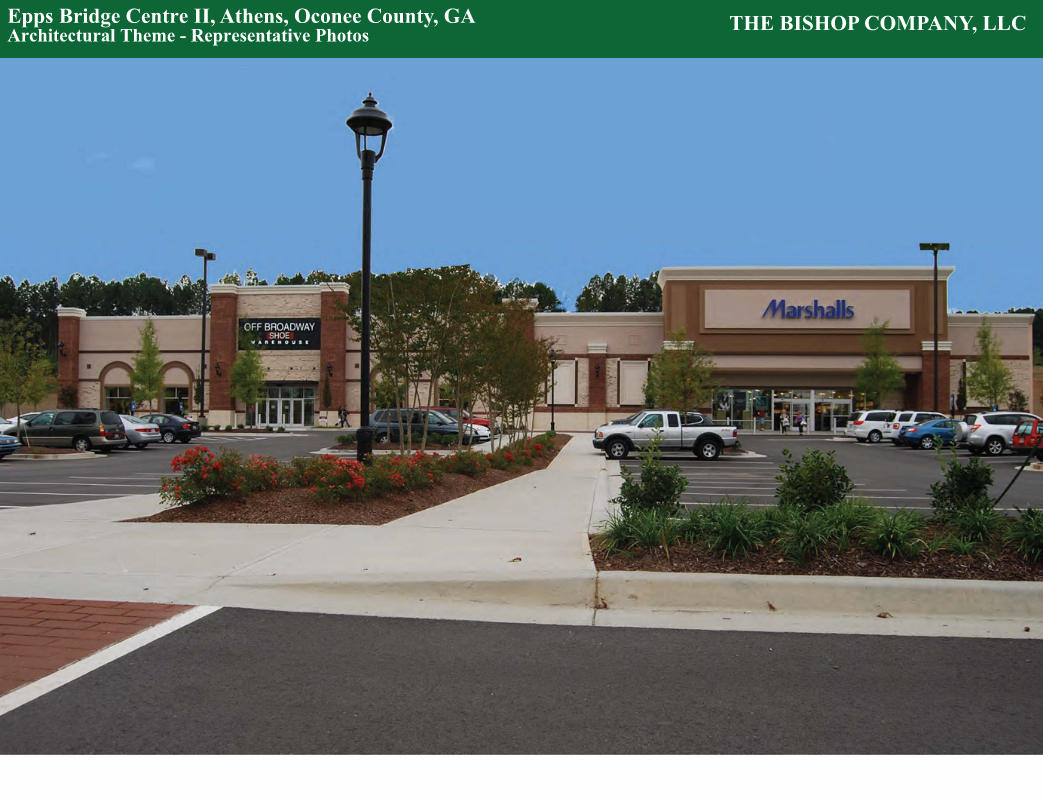 Epps Bridge Centre II, Athens, Oconee County, GA
Architectural Theme - Representative Photos
THE BISHOP COMPANY, LLC
OFF BROADWAY
SHOE
WAREHOUSE
Marshalls